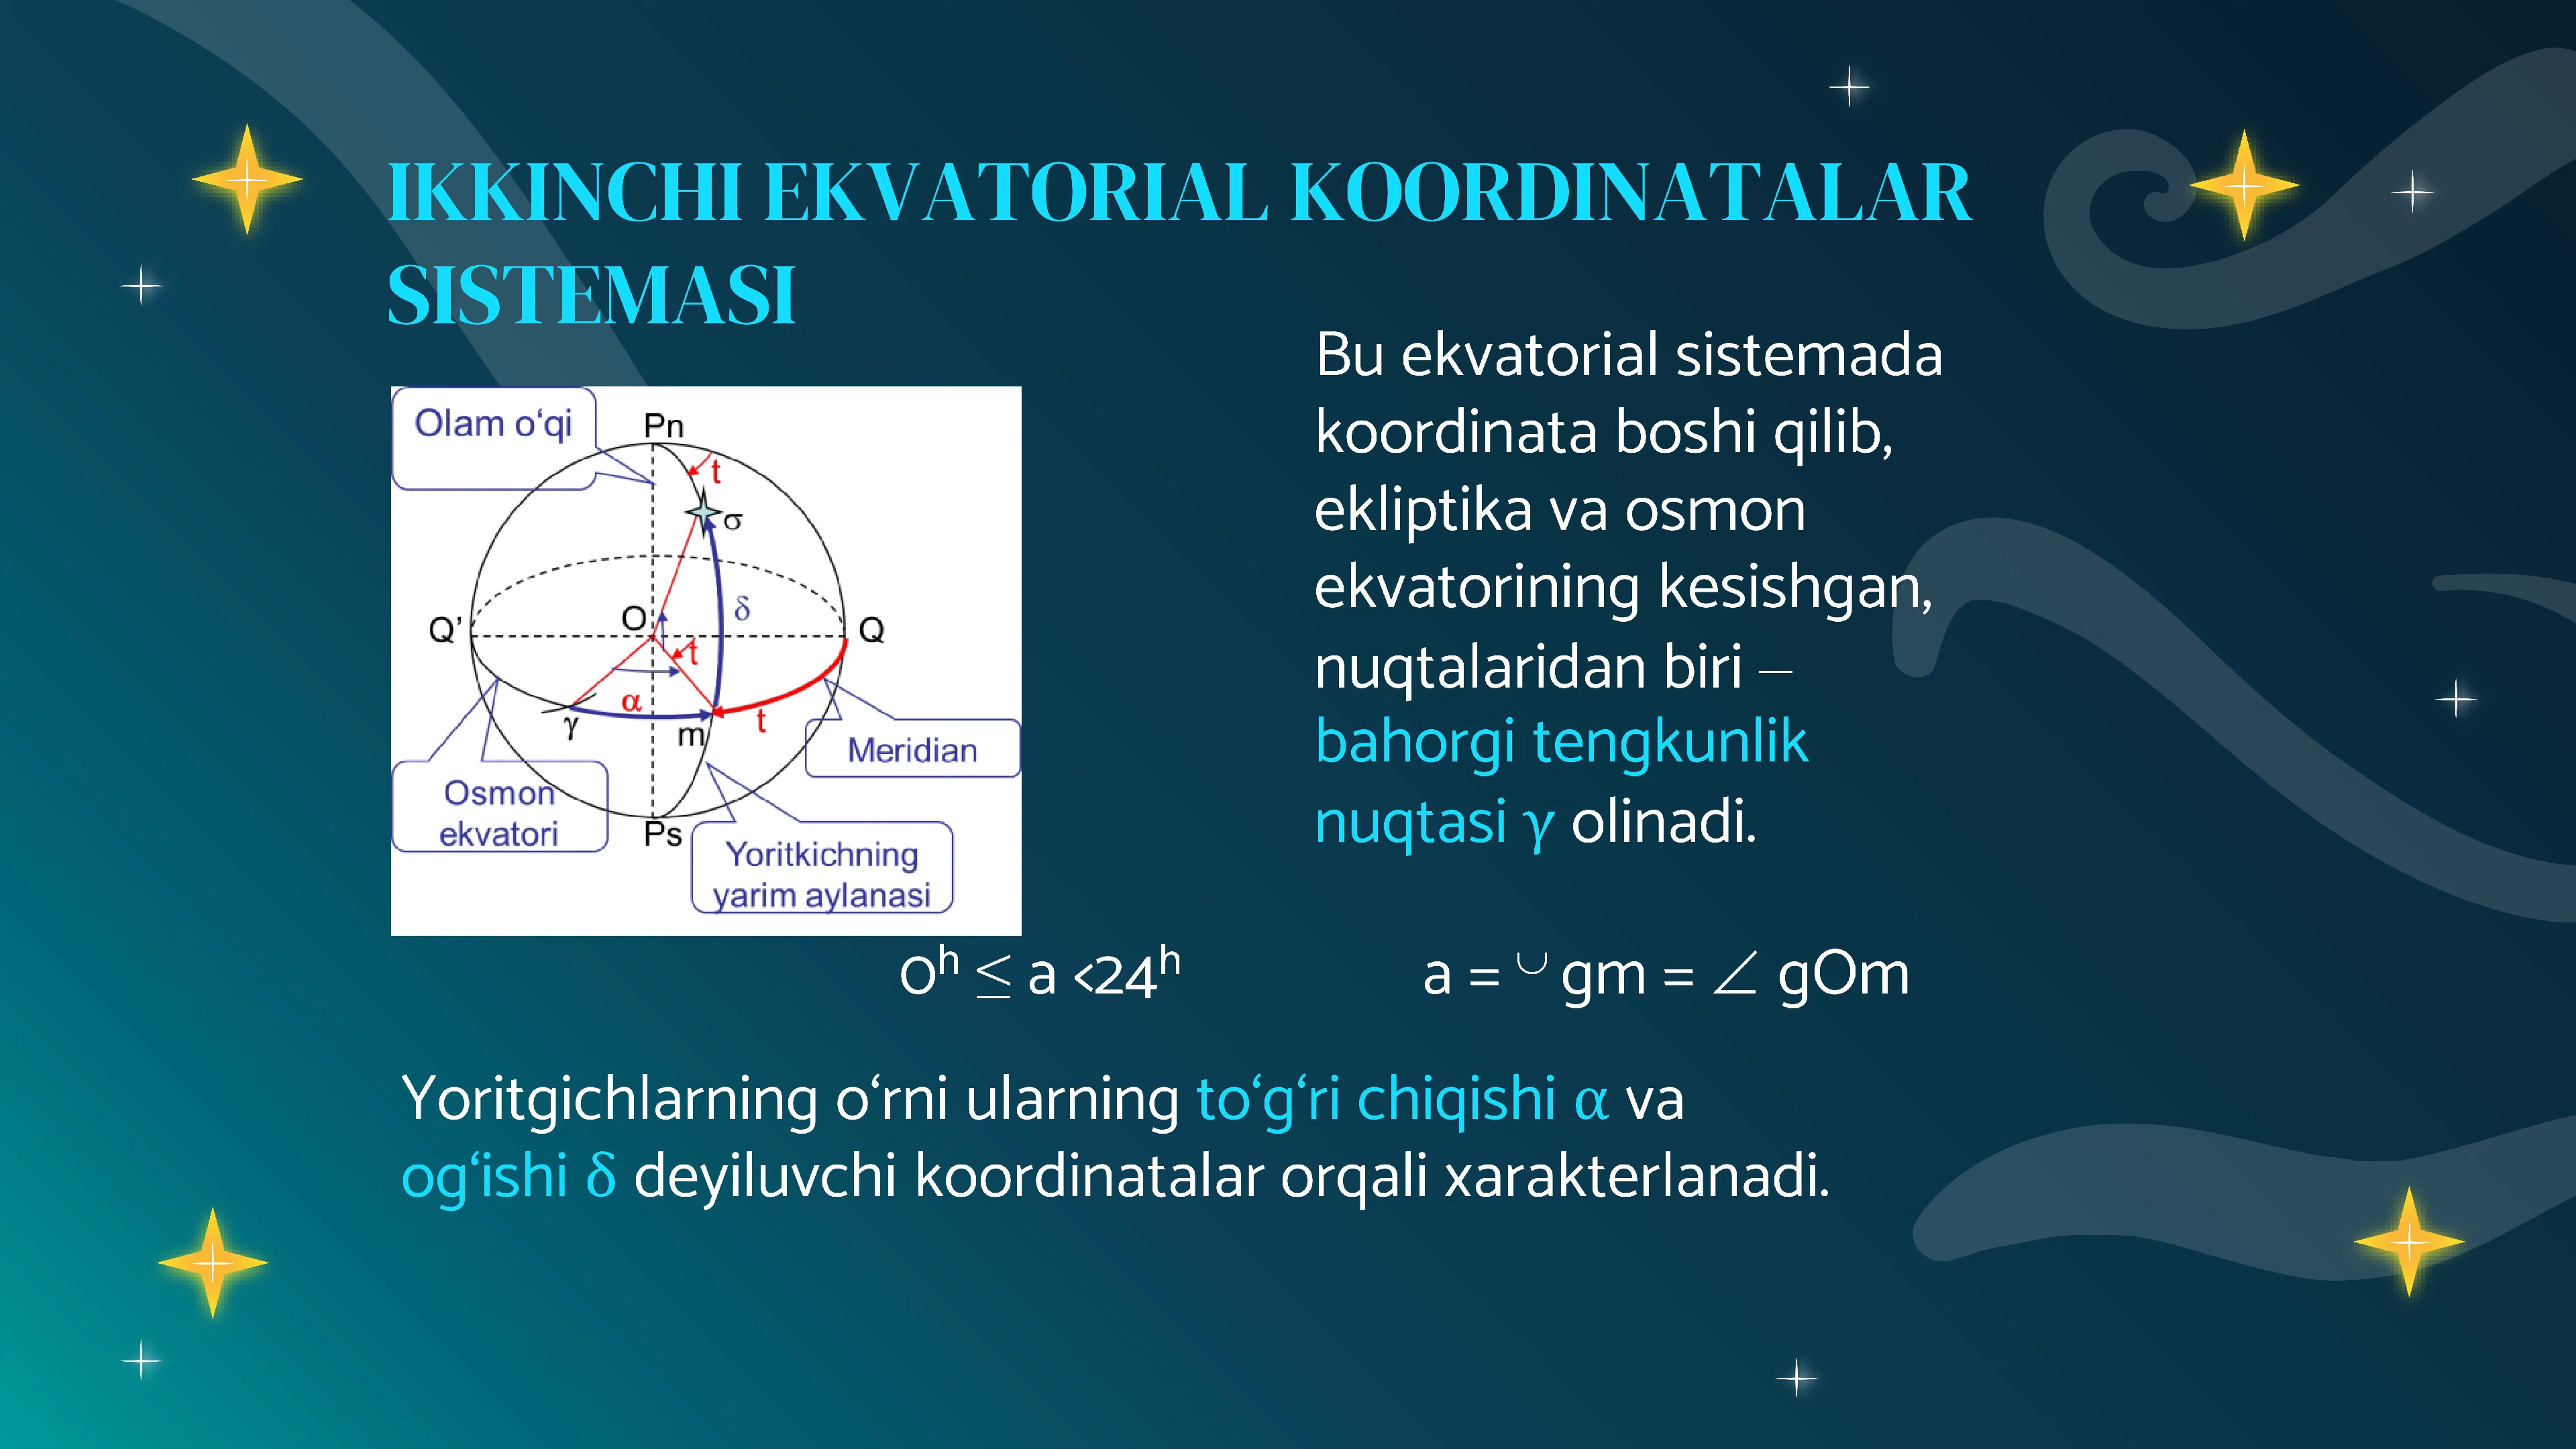 IKKINCHI EKVATORIAL KOORDINATALAR
SISTEMASI
Olam o‘qi
Pn
t
σ
δ
O
Q’
Q
t
α
γ
m
t
Meridian
Osmon
ekvatori
Ps
Yoritkichning
yarim aylanasi
Bu ekvatorial sistemada
koordinata boshi qilib,
ekliptika va osmon
ekvatorining kesishgan,
nuqtalaridan biri –
bahorgi tengkunlik
nuqtasi γ olinadi.
0ʰ ≤ a <24ʰ
a = ◡ gm = ∠ gOm
Yoritgichlarning o‘rni ularning to‘g‘ri chiqishi α va
og‘ishi δ deyiluvchi koordinatalar orqali xarakterlanadi.